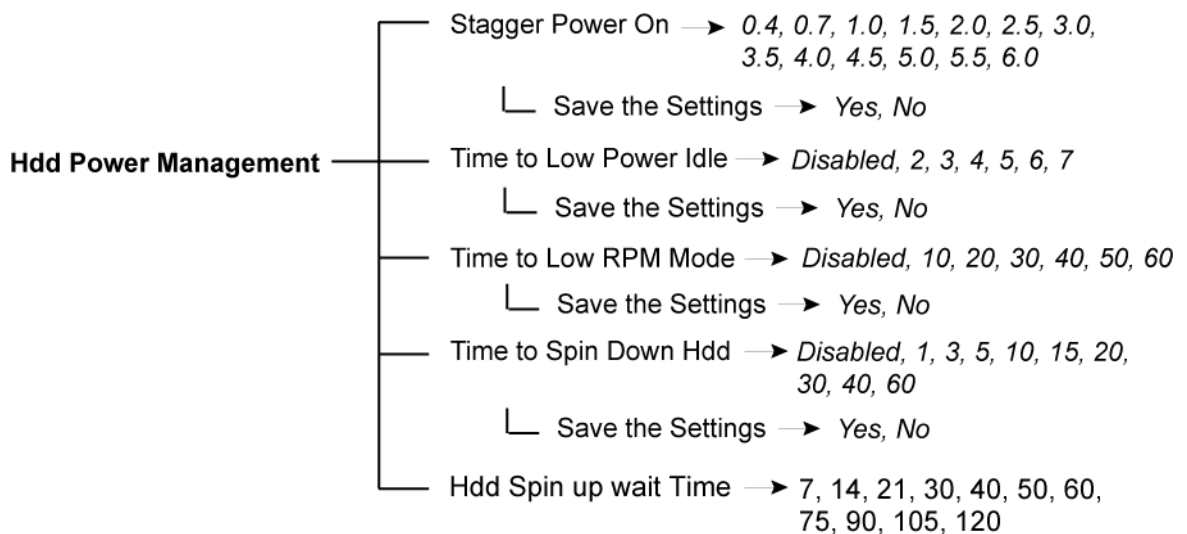 Stagger Power On 0.4, 0.7, 1.0, 1.5, 2.0, 2.5, 3.0,
3.5, 4.0, 4.5, 5.0, 5.5, 6.0
Save the Settings Yes, No
Hdd Power Management Time to Low Power Idle Disabled, 2, 3, 4, 5, 6, 7
Save the Settings Yes, No
Time to Low RPM Mode Disabled, 10, 20, 30, 40, 50, 60
Save the Settings Yes, No
Time to Spin Down Hdd Disabled, 1, 3, 5, 10, 15, 20,
30, 40, 60
Save the Settings Yes, No
Hdd Spin up wait Time 7, 14, 21, 30, 40, 50, 60,
75, 90, 105, 120